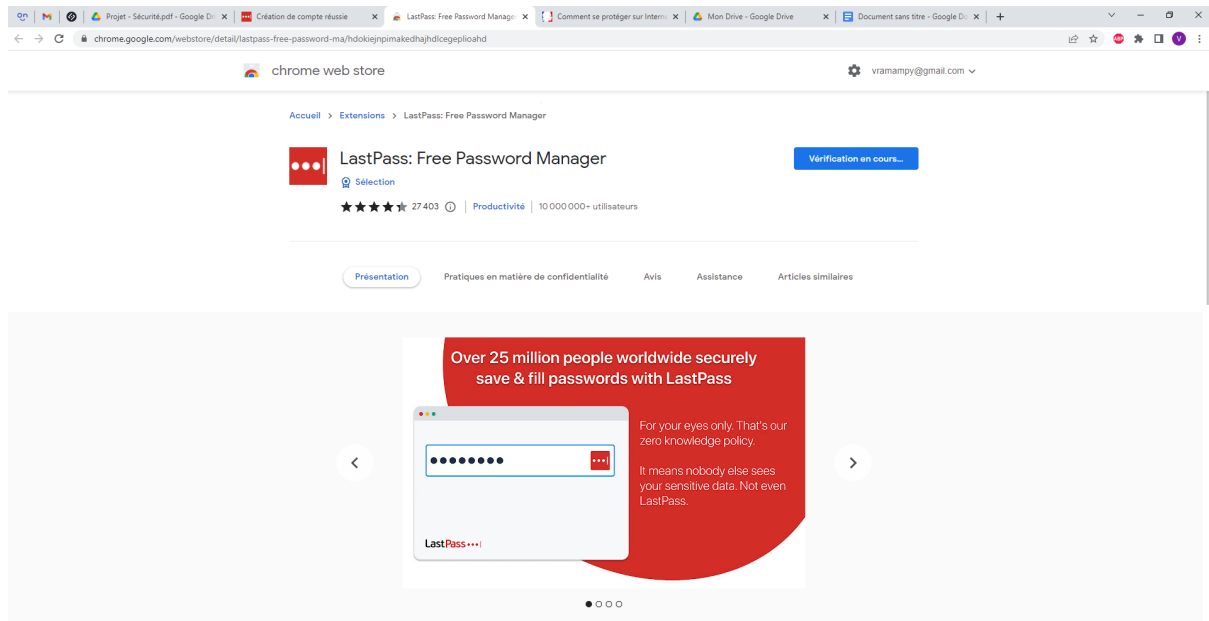 Projet - Sécurité.pdf - Google Dr
Création de compte réussie
LastPass: Free Password Manage
Comment se protéger sur Interne
Mon Drive - Google Drive
Document sans titre - Google Do
chrome.google.com/webstore/detail/lastpass-free-password-ma/hdokiejnpimakedhajhdlcegeplioahd
ABP
V
chrome web store
vramampy@gmail.com
Accueil > Extensions > LastPass: Free Password Manager
LastPass: Free Password Manager
Vérification en cours...
Sélection
27 403 | Productivité | 10 000 000+ utilisateurs
Présentation
Pratiques en matière de confidentialité
Avis
Assistance
Articles similaires
Over 25 million people worldwide securely
save & fill passwords with LastPass
For your eyes only. That's our
zero knowledge policy.
It means nobody else sees
your sensitive data. Not even
LastPass.
LastPass